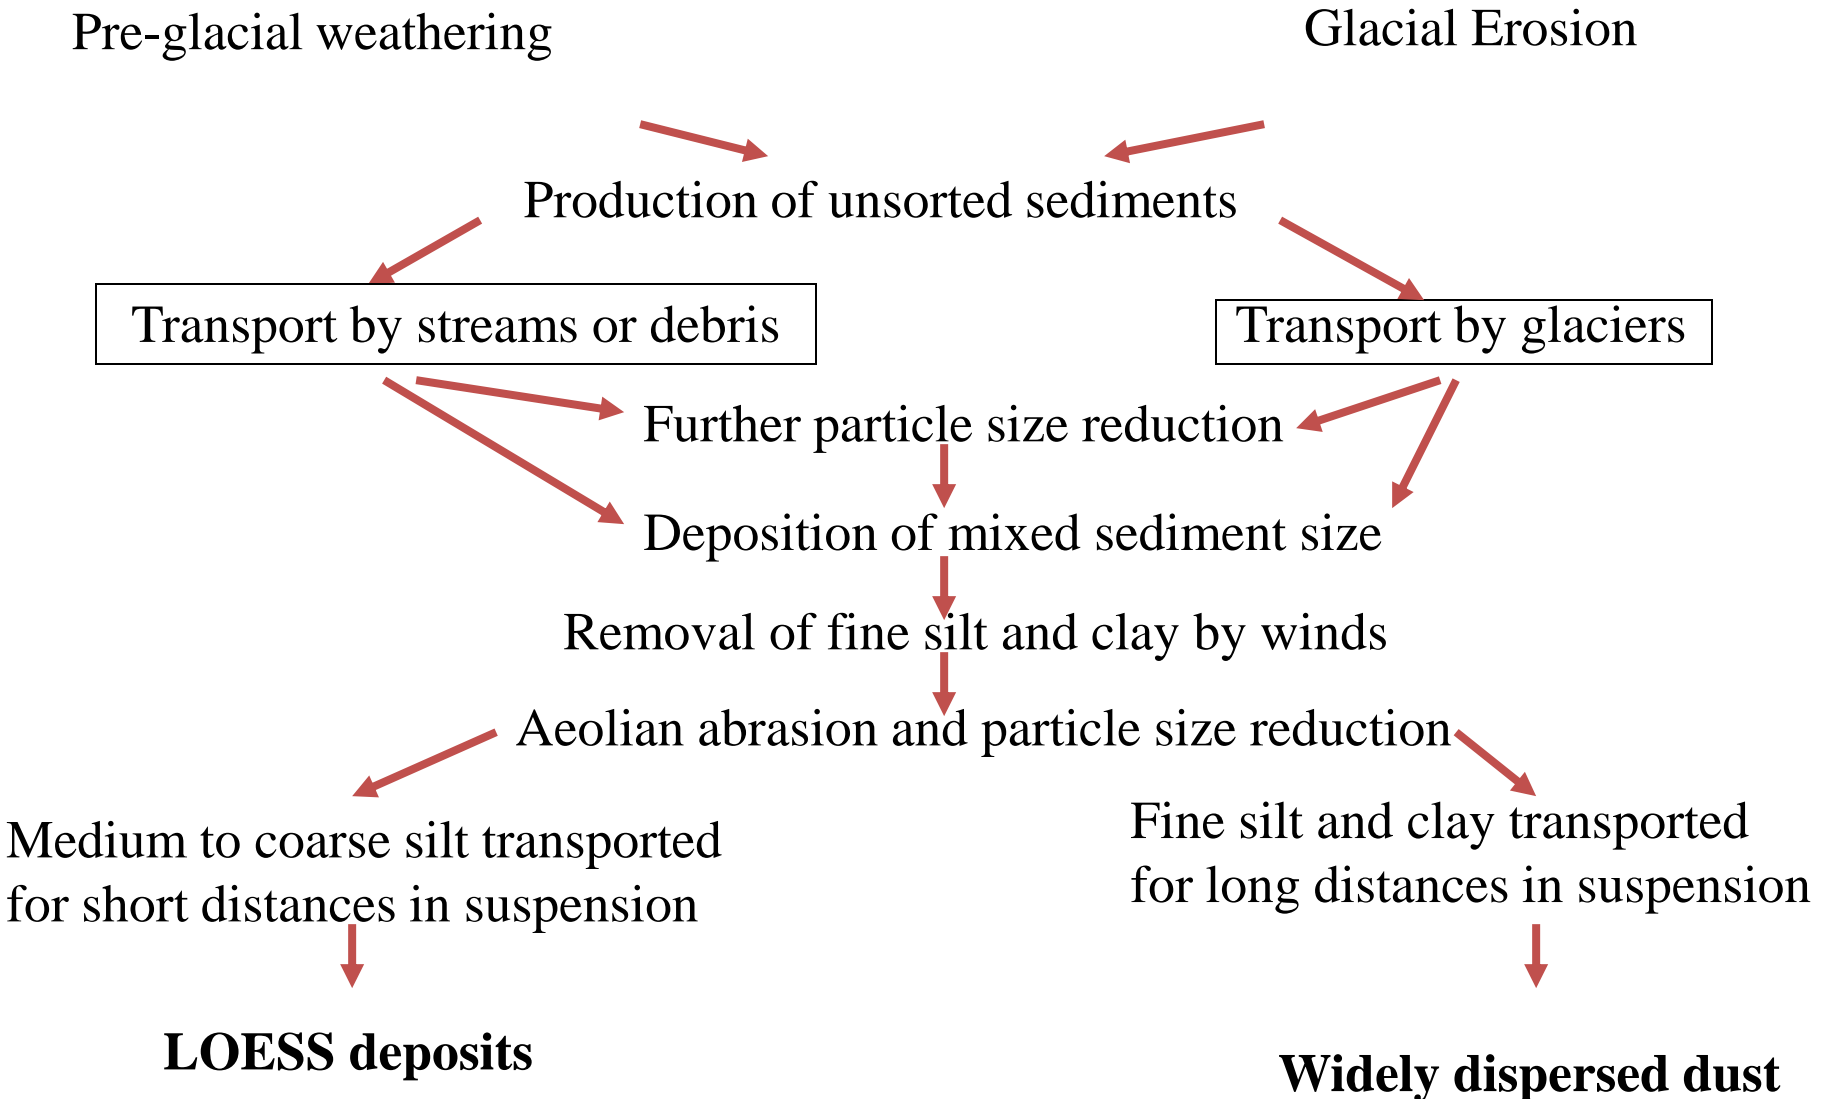 Pre-glacial weathering
Glacial Erosion
Production of unsorted sediments
Transport by streams or debris
Transport by glaciers
Further particle size reduction
Deposition of mixed sediment size
Removal of fine silt and clay by winds
Aeolian abrasion and particle size reduction
Medium to coarse silt transported
for short distances in suspension
Fine silt and clay transported
for long distances in suspension
LOESS deposits
Widely dispersed dust